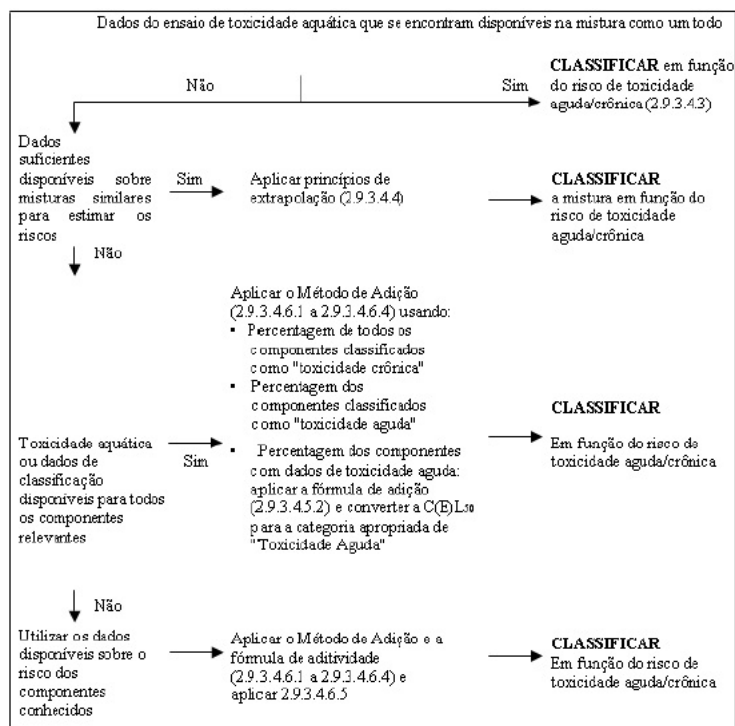 Dados do ensaio de toxicidade aquática que se encontram disponíveis na mistura como um todo
Não
Sim
CLASSIFICAR em função
do risco de toxicidade
aguda/crônica (2.9.3.4.3)
Dados
suficientes
disponíveis sobre
misturas similares
para estimar os
riscos
Sim
Aplicar princípios de
extrapolação (2.9.3.4.4)
CLASSIFICAR
a mistura em função do
risco de toxicidade
aguda/crônica
Não
Aplicar o Método de Adição
(2.9.3.4.6.1 a 2.9.3.4.6.4) usando:
▪ Percentagem de todos os
componentes classificados
como "toxicidade crônica"
▪ Percentagem dos
componentes classificados
como "toxicidade aguda"
▪ Percentagem dos componentes
com dados de toxicidade aguda:
aplicar a fórmula de adição
(2.9.3.4.5.2) e converter a C(E)L50
para a categoria apropriada de
"Toxicidade Aguda"
Toxicidade aquática
ou dados de
classificação
disponíveis para todos
os componentes
relevantes
Sim
CLASSIFICAR
Em função do risco de
toxicidade aguda/crônica
Não
Utilizar os dados
disponíveis sobre o
risco dos
componentes
conhecidos
Aplicar o Método de Adição e a
fórmula de aditividade
(2.9.3.4.6.1 a 2.9.3.4.6.4) e
aplicar 2.9.3.4.6.5
CLASSIFICAR
Em função do risco de
toxicidade aguda/crônica